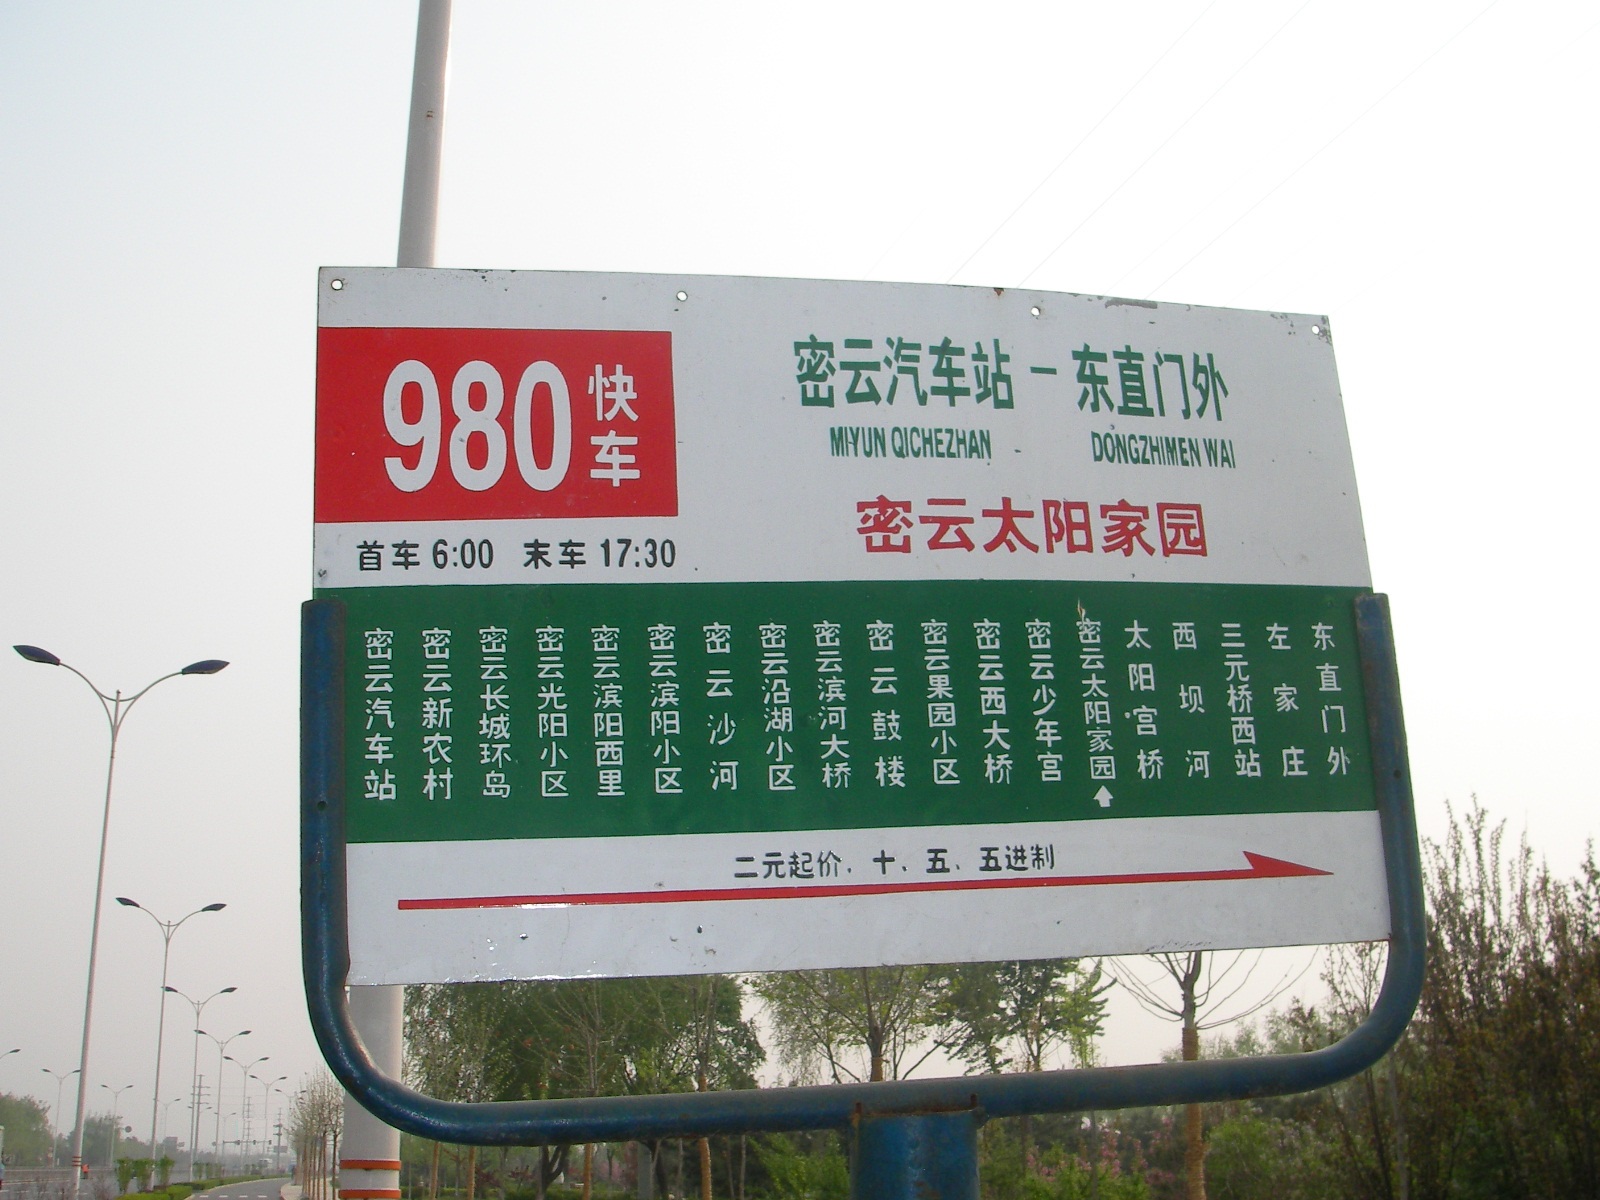 980 快车
密云汽车站 - 东直门外
MIYUN QICHEZHAN - DONGZHIMEN WAI
密云太阳家园
首车 6:00 末车 17:30
密云汽车站
密云新农村
密云长城环岛
密云光阳小区
密云滨阳西里
密云滨阳小区
密云沙河
密云沿湖小区
密云滨河大桥
密云鼓楼
密云果园小区
密云西大桥
密云少年宫
密云太阳家园
太阳宫桥
西坝河
三元桥西站
左家庄
东直门外
二元起价、十、五、五进制